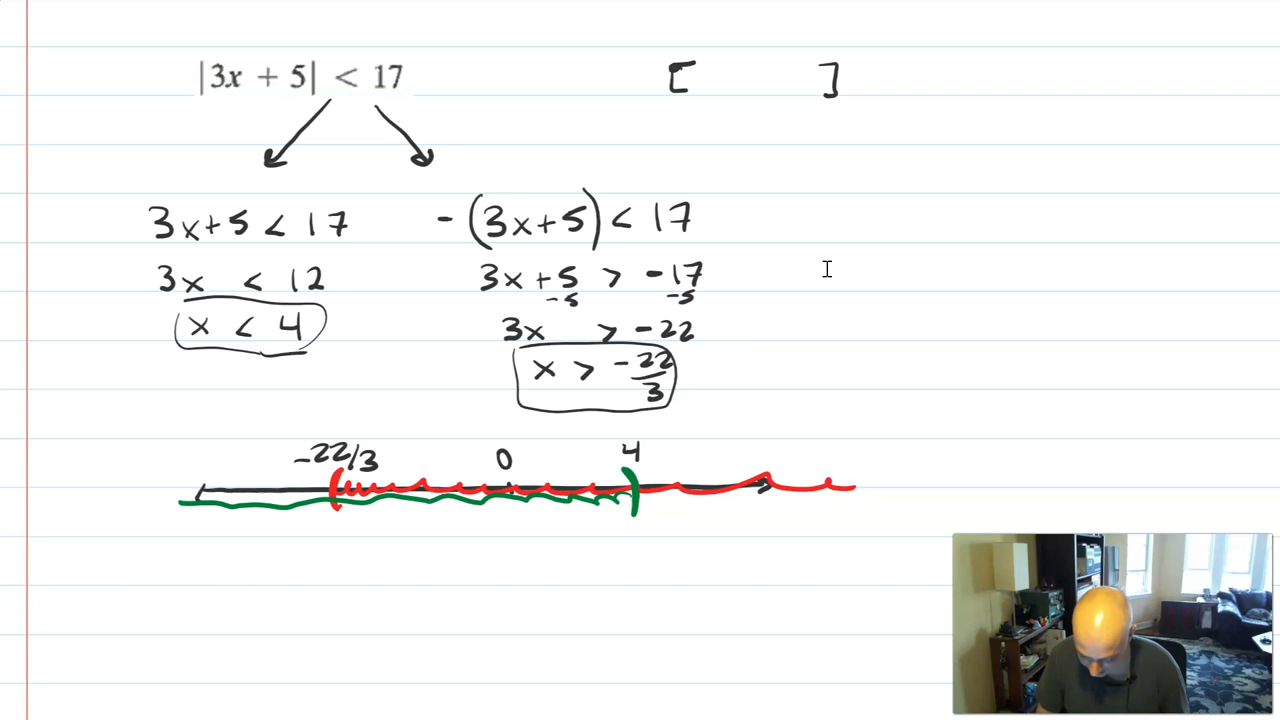 |3x + 5| < 17
[ ]
3x+5 < 17
3x < 12
x < 4
-(3x+5) < 17
3x + 5 > -17
-5 -5
3x > -22
x > -22/3
-22/3 0 4
( )